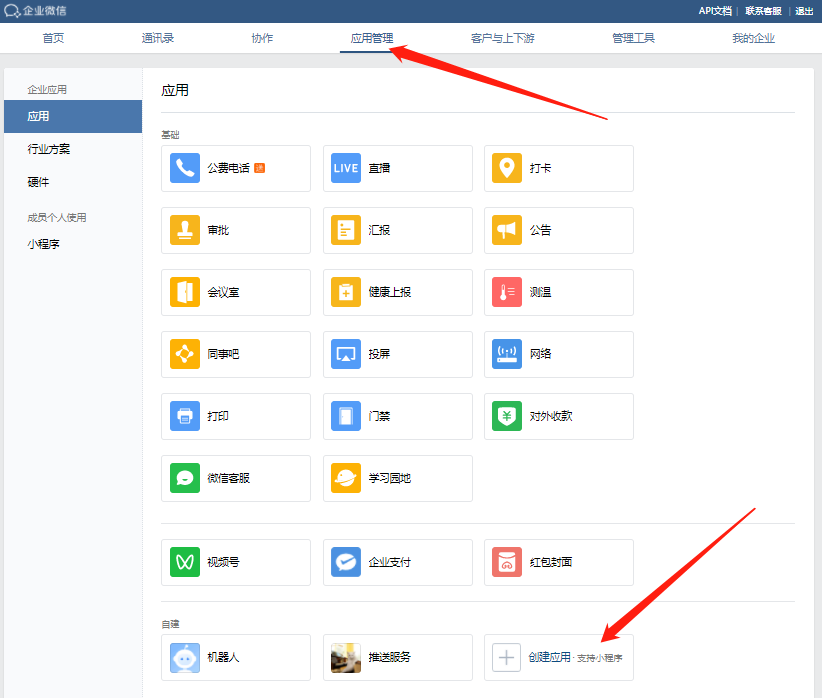 企业微信
API文档 | 联系客服 | 退出
首页 通讯录 协作 应用管理 客户与上下游 管理工具 我的企业
企业应用
应用
行业方案
硬件
成员个人使用
小程序
应用
基础
公费电话
LIVE 直播
打卡
审批
汇报
公告
会议室
健康上报
测温
同事吧
投屏
网络
打印
门禁
对外收款
微信客服
学习园地
视频号
企业支付
红包封面
自建
机器人
推送服务
创建应用 · 支持小程序